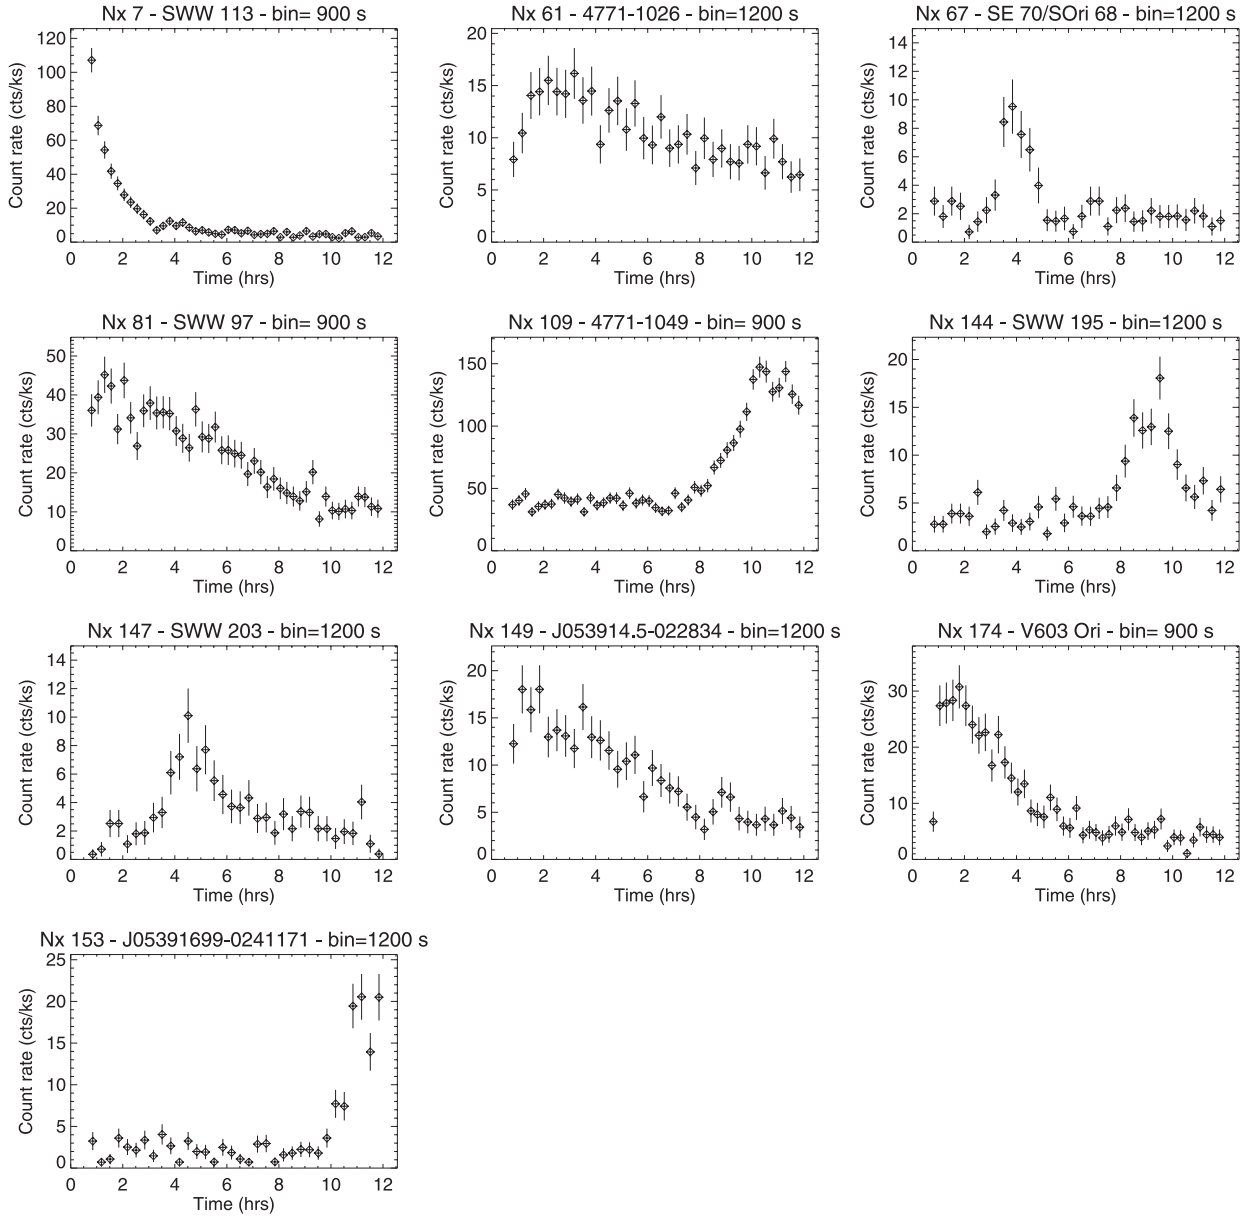 Nx 7 - SWW 113 - bin= 900 s
Count rate (cts/ks)
120
100
80
60
40
20
0
0 2 4 6 8 10 12
Time (hrs)
Nx 61 - 4771-1026 - bin=1200 s
Count rate (cts/ks)
20
15
10
5
0
0 2 4 6 8 10 12
Time (hrs)
Nx 67 - SE 70/SOri 68 - bin=1200 s
Count rate (cts/ks)
14
12
10
8
6
4
2
0
0 2 4 6 8 10 12
Time (hrs)
Nx 81 - SWW 97 - bin= 900 s
Count rate (cts/ks)
50
40
30
20
10
0
0 2 4 6 8 10 12
Time (hrs)
Nx 109 - 4771-1049 - bin= 900 s
Count rate (cts/ks)
150
100
50
0
0 2 4 6 8 10 12
Time (hrs)
Nx 144 - SWW 195 - bin=1200 s
Count rate (cts/ks)
20
15
10
5
0
0 2 4 6 8 10 12
Time (hrs)
Nx 147 - SWW 203 - bin=1200 s
Count rate (cts/ks)
14
12
10
8
6
4
2
0
0 2 4 6 8 10 12
Time (hrs)
Nx 149 - J053914.5-022834 - bin=1200 s
Count rate (cts/ks)
20
15
10
5
0
0 2 4 6 8 10 12
Time (hrs)
Nx 174 - V603 Ori - bin= 900 s
Count rate (cts/ks)
30
20
10
0
0 2 4 6 8 10 12
Time (hrs)
Nx 153 - J05391699-0241171 - bin=1200 s
Count rate (cts/ks)
25
20
15
10
5
0
0 2 4 6 8 10 12
Time (hrs)